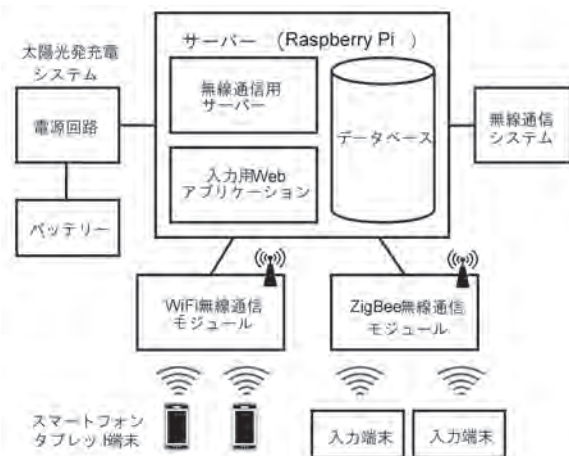 サーバー (Raspberry Pi )
太陽光発充電
システム
電源回路
バッテリー
無線通信用
サーバー
入力用Web
アプリケーション
データベース
無線通信
システム
WiFi無線通信
モジュール
ZigBee無線通信
モジュール
スマートフォン
タブレット端末
入力端末
入力端末